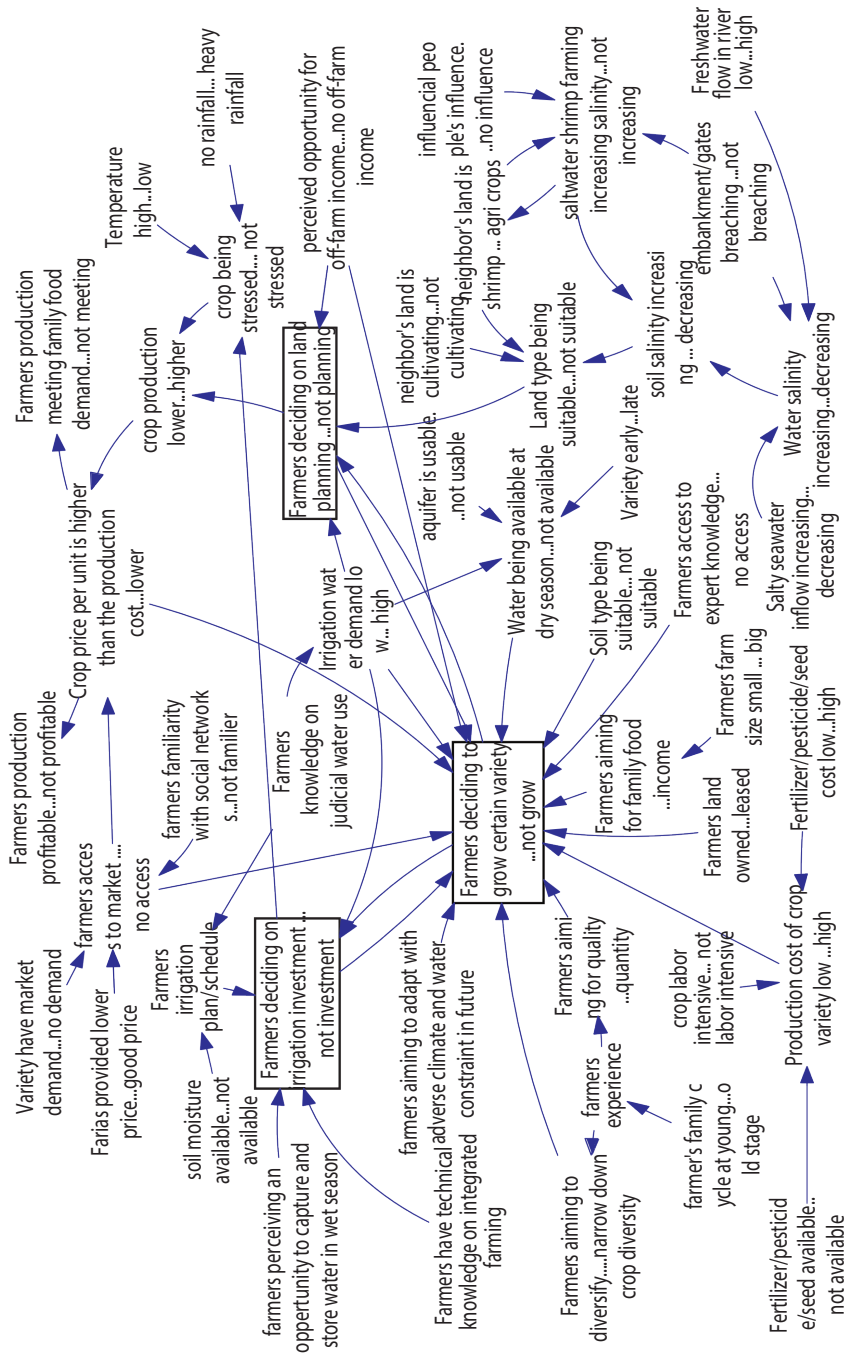 Variety have market
demand...no demand
farmers acces
s to market ....
no access
Farias provided lower
price...good price
Farmers production
profitable...not profitable
farmers familiarity
with social network
s...not familier
Crop price per unit is higher
than the production
cost...lower
Farmers production
meeting family food
demand...not meeting
crop production
lower...higher
Temperature
high...low
no rainfall... heavy
rainfall
crop being
stressed.... not
stressed
soil moisture
available...not
available
Farmers
irrigation
plan/schedule
Farmers
knowledge on
judicial water use
Farmers deciding on
irrigation investment ...
not investment
Irrigation wat
er demand lo
w... high
Farmers deciding on land
planning ...not planning
perceived opportunity for
off-farm income...no off-farm
income
farmers perceiving an
opportunity to capture and
store water in wet season
Farmers have technical
knowledge on integrated
farming
farmers aiming to adapt with
adverse climate and water
constraint in future
Farmers deciding to
grow certain variety
...not grow
aquifer is usable..
..not usable
Water being available at
dry season...not available
Variety early...late
neighbor's land is
cultivating...not
cultivating
Land type being
suitable...not suitable
neighbor's land is
shrimp ... agri crops
influential peo
ple's influence.
..no influence
saltwater shrimp farming
increasing salinity...not
increasing
soil salinity increasi
ng ... decreasing
embankment/gates
breaching ...not
breaching
Freshwater
flow in river
low...high
Water salinity
increasing...decreasing
Salty seawater
inflow increasing...
decreasing
Soil type being
suitable...not
suitable
Farmers access to
expert knowledge...
no access
Farmers aiming
for family food
...income
Farmers farm
size small ... big
Farmers land
owned...leased
Farmers aimi
ng for quality
...quantity
farmers
experience
Farmers aiming to
diversify.....narrow down
crop diversity
farmer's family c
ycle at young...o
ld stage
crop labor
intensive... not
labor intensive
Production cost of crop
variety low ...high
Fertilizer/pesticide/seed
cost low...high
Fertilizer/pesticid
e/seed available..
not available